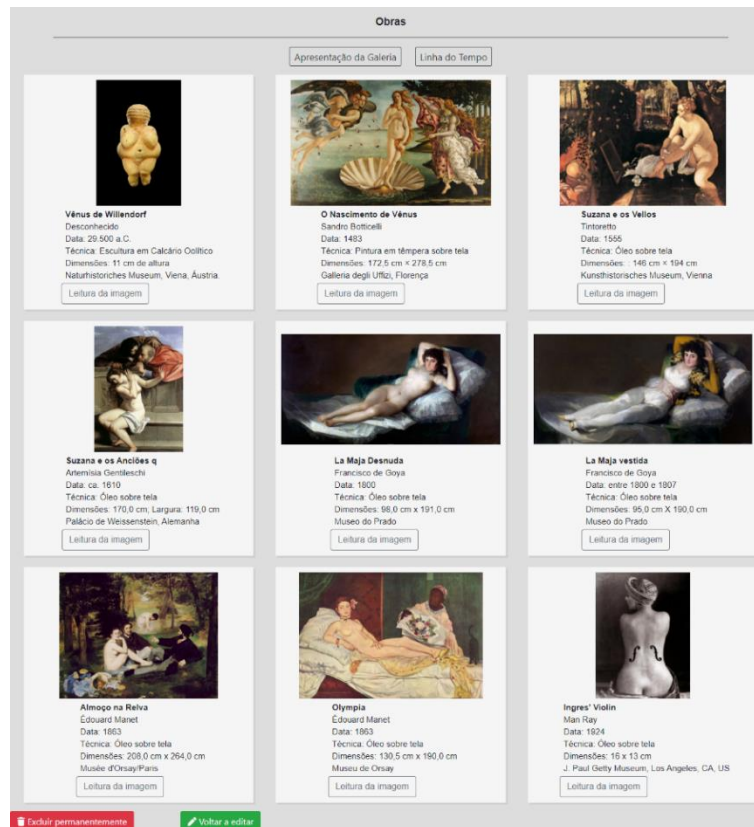 Obras
Apresentação da Galeria
Linha do Tempo
Vênus de Willendorf
Desconhecido
Data: 29.500 a.C.
Técnica: Escultura em Calcário Oolítico
Dimensões: 11 cm de altura
Naturhistoriches Museum, Viena, Áustria.
Leitura da imagem
O Nascimento de Vênus
Sandro Botticelli
Data: 1483
Técnica: Pintura em têmpera sobre tela
Dimensões: 172,5 cm × 278,5 cm
Galleria degli Uffizi, Florença
Leitura da imagem
Suzana e os Vellos
Tintoretto
Data: 1555
Técnica: Óleo sobre tela
Dimensões: : 146 cm × 194 cm
Kunsthistorisches Museum, Vienna
Leitura da imagem
Suzana e os Anciões q
Artemisia Gentileschi
Data: ca. 1610
Técnica: Óleo sobre tela
Dimensões: 170,0 cm; Largura: 119,0 cm
Palácio de Weissenstein, Alemanha
Leitura da imagem
La Maja Desnuda
Francisco de Goya
Data: 1800
Técnica: Óleo sobre tela
Dimensões: 98,0 cm x 191,0 cm
Museo do Prado
Leitura da imagem
La Maja vestida
Francisco de Goya
Data: entre 1800 e 1807
Técnica: Óleo sobre tela
Dimensões: 95,0 cm X 190,0 cm
Museo do Prado
Leitura da imagem
Almoço na Relva
Édouard Manet
Data: 1863
Técnica: Óleo sobre tela
Dimensões: 208,0 cm x 264,0 cm
Musée d'Orsay/Paris
Leitura da imagem
Olympia
Édouard Manet
Data: 1863
Técnica: Óleo sobre tela
Dimensões: 130,5 cm x 190,0 cm
Museu de Orsay
Leitura da imagem
Ingres' Violin
Man Ray
Data: 1924
Técnica: Óleo sobre tela
Dimensões: 16 x 13 cm
J. Paul Getty Museum, Los Angeles, CA, US
Leitura da imagem
Excluir permanentemente
Voltar a editar